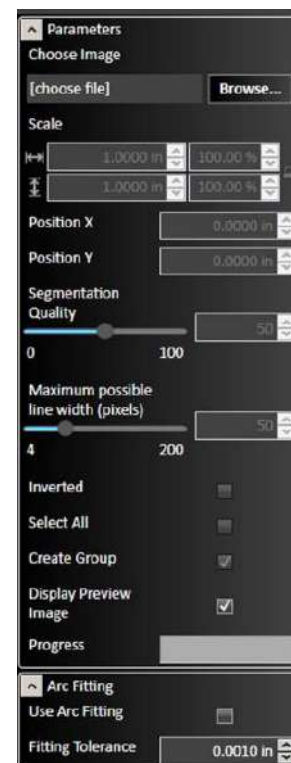 Parameters
Choose Image
[choose file] Browse...
Scale
1.0000 in 100.00 %
1.0000 in 100.00 %
Position X 0.0000 in
Position Y 0.0000 in
Segmentation
Quality
50
0 100
Maximum possible
line width (pixels)
50
4 200
Inverted
Select All
Create Group
Display Preview
Image
Progress
Arc Fitting
Use Arc Fitting
Fitting Tolerance 0.0010 in